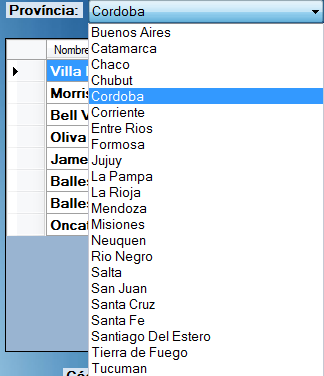 Província: Cordoba
Nombre
Buenos Aires
Catamarca
Chaco
Chubut
Cordoba
Corriente
Entre Rios
Formosa
Jujuy
La Pampa
La Rioja
Mendoza
Misiones
Neuquen
Rio Negro
Salta
San Juan
Santa Cruz
Santa Fe
Santiago Del Estero
Tierra de Fuego
Tucuman
Villa
Morris
Bell V
Oliva
Jame
Balles
Balles
Oncat